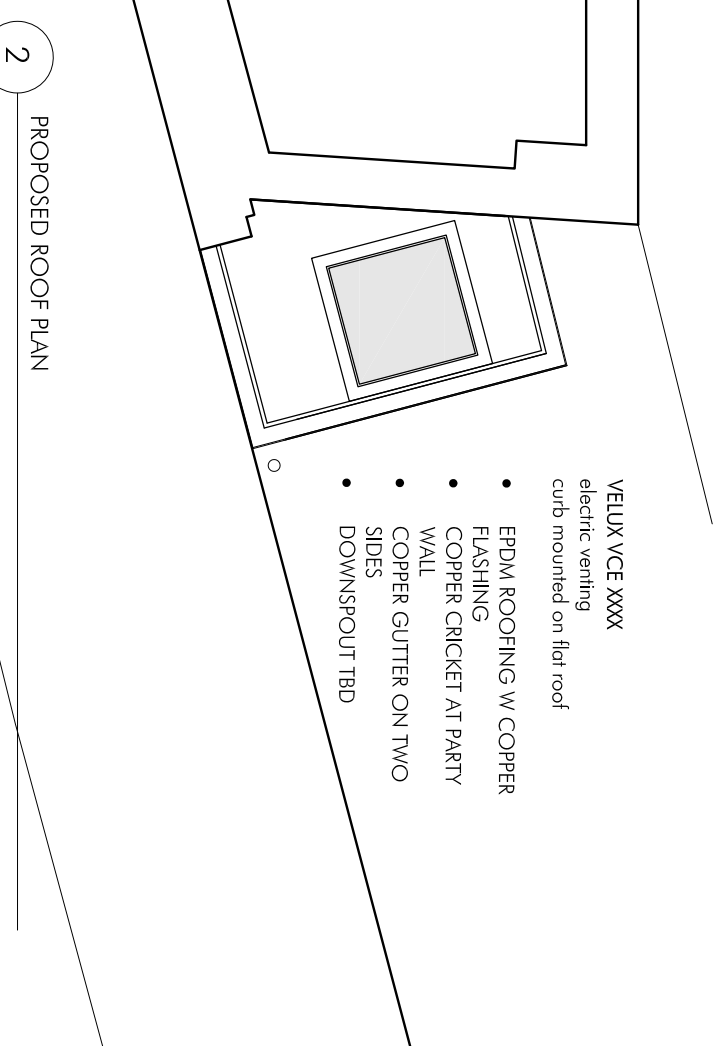 VELUX VCE XXXX
electric venting
curb mounted on flat roof
• EPDM ROOFING W COPPER
FLASHING
• COPPER CRICKET AT PARTY
WALL
• COPPER GUTTER ON TWO
SIDES
• DOWNSPOUT TBD
2
PROPOSED ROOF PLAN